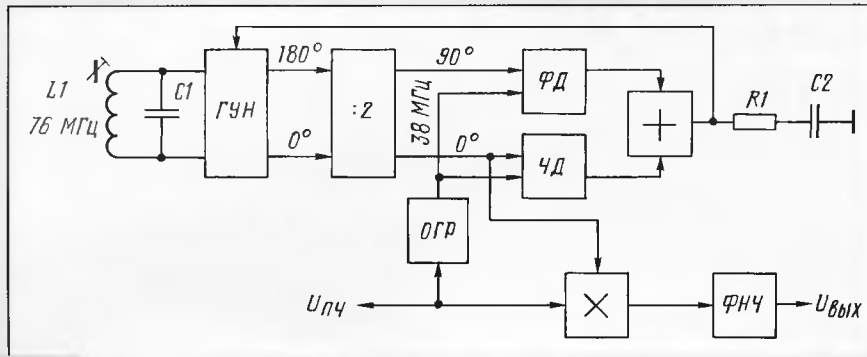 L1
76 МГц
C1
ГУН
180°
0°
:2
90°
0°
38 МГц
ФД
ЧД
+
R1
C2
ОГР
Uпч
×
ФНЧ
Uвых